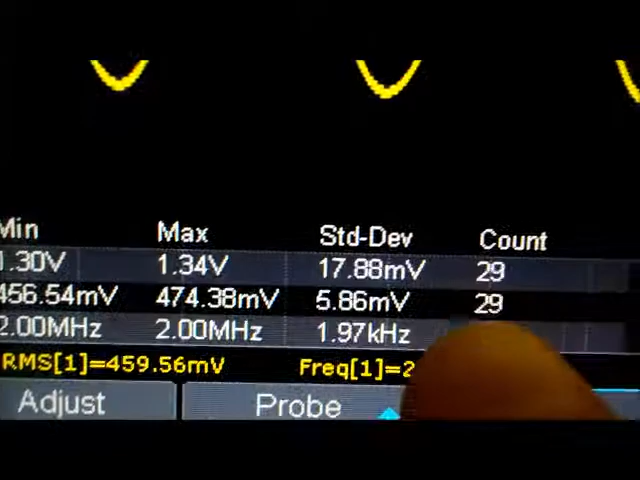 Min Max Std-Dev Count
1.30V 1.34V 17.88mV 29
456.54mV 474.38mV 5.86mV 29
2.00MHz 2.00MHz 1.97kHz
RMS[1]=459.56mV Freq[1]=2
Adjust Probe